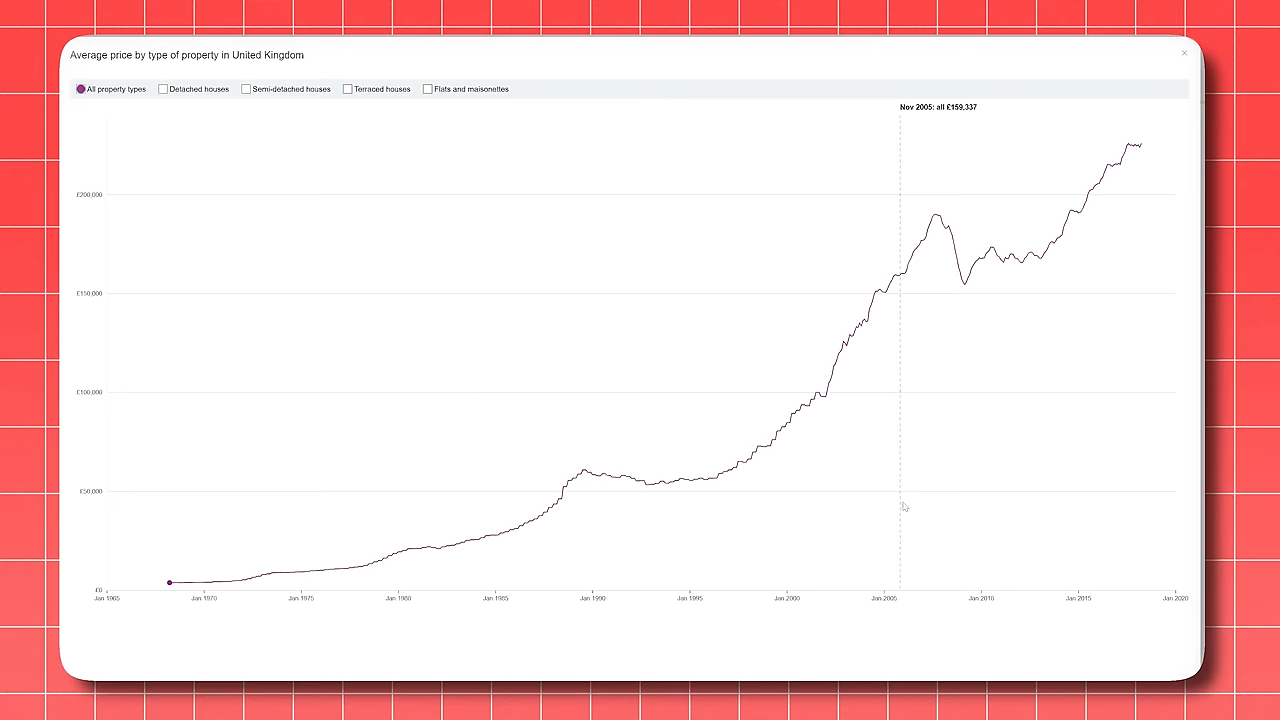 Average price by type of property in United Kingdom
×
All property types Detached houses Semi-detached houses Terraced houses Flats and maisonettes
Nov 2005: all £159,337
£200,000
£150,000
£100,000
£50,000
£0
Jan 1965 Jan 1970 Jan 1975 Jan 1980 Jan 1985 Jan 1990 Jan 1995 Jan 2000 Jan 2005 Jan 2010 Jan 2015 Jan 2020